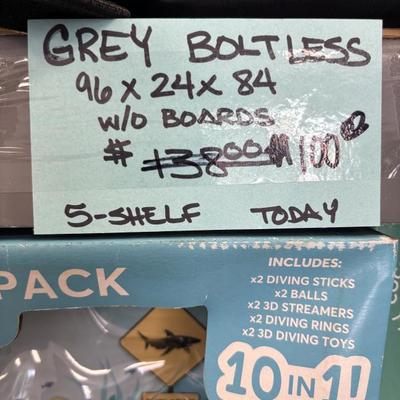 GREY BOLTLESS
96 x 24 x 84
W/O BOARDS
$ 138.00 100
5-SHELF TODAY
PACK
INCLUDES:
x2 DIVING STICKS
x2 BALLS
x2 3D STREAMERS
x2 DIVING RINGS
x2 3D DIVING TOYS
10 IN 1!